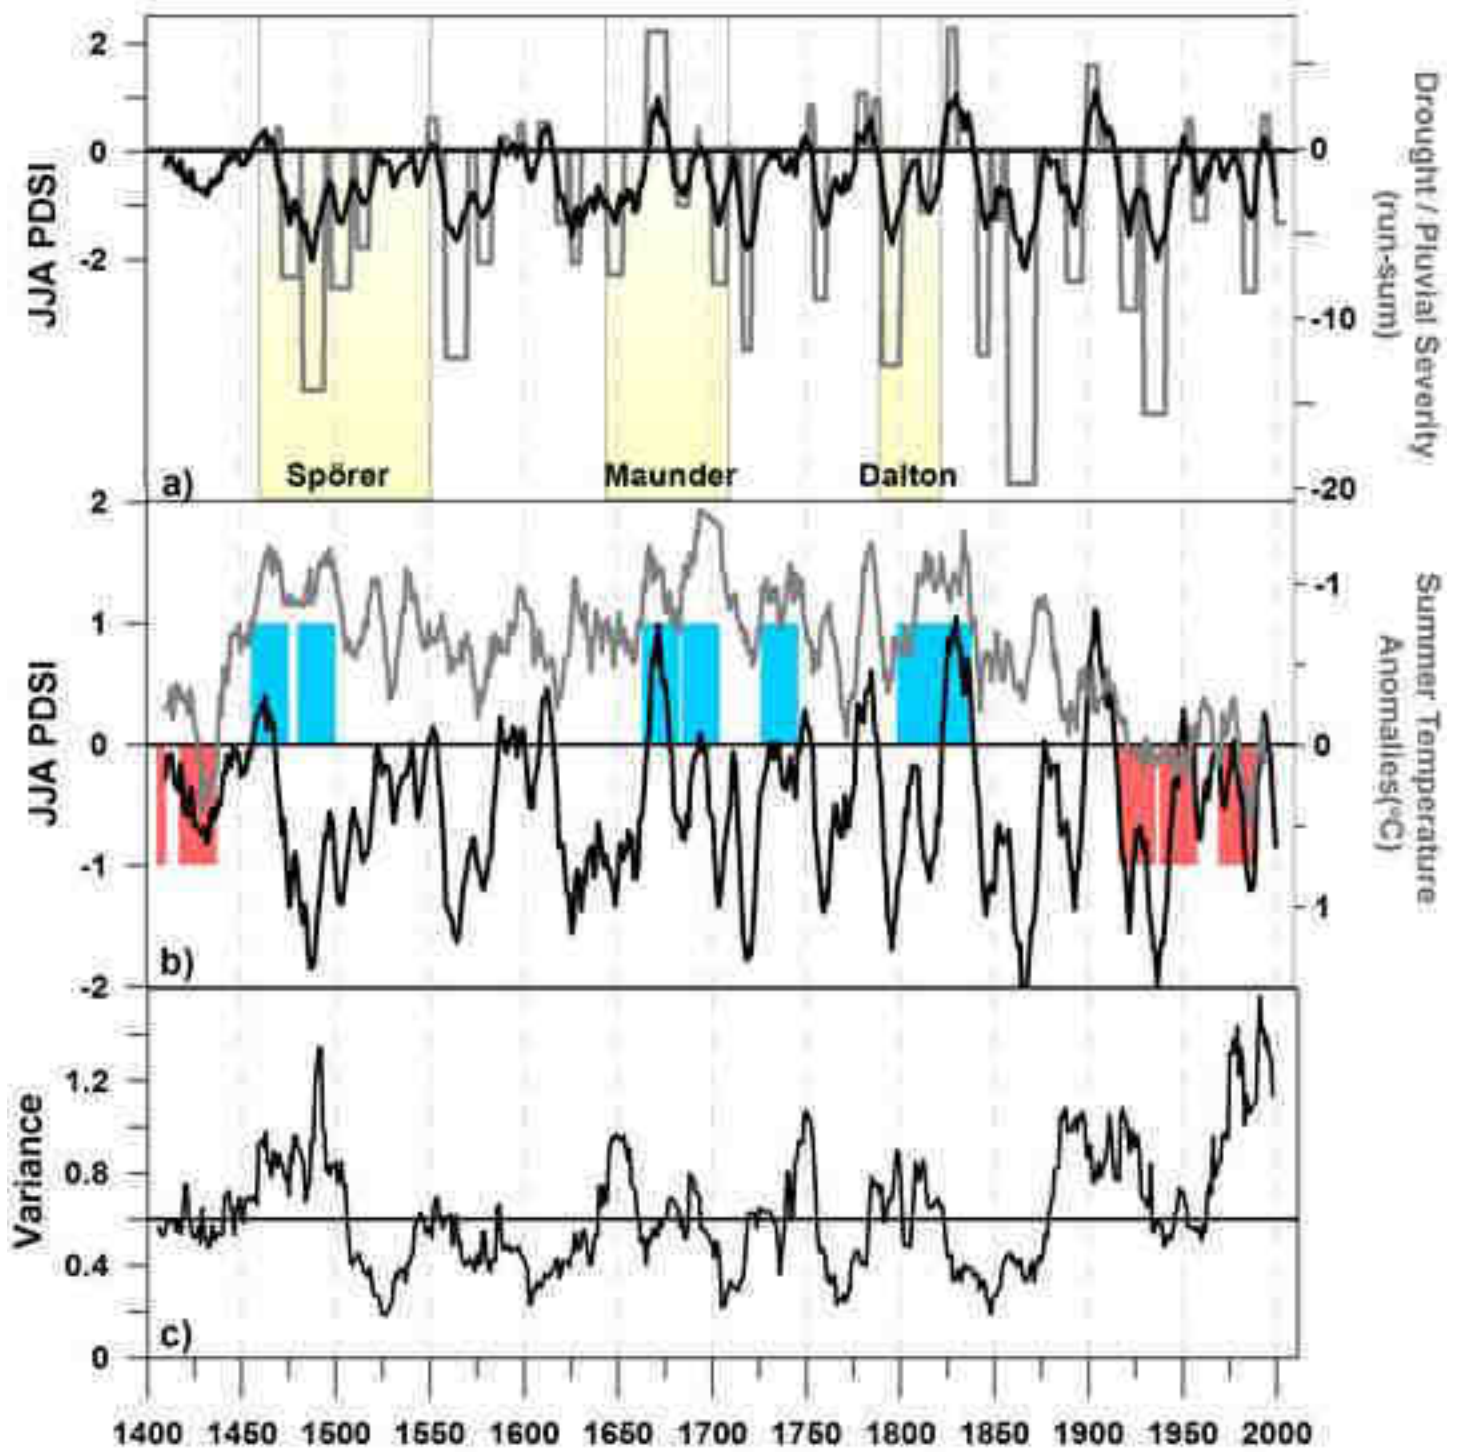 2
0
-2
JJA PDSI
0
-10
-20
Drought / Pluvial Severity
(run-sum)
Spörer
Maunder
Dalton
a)
2
1
0
-1
-2
JJA PDSI
-1
0
1
Summer Temperature
Anomalies(°C)
b)
1.2
0.8
0.4
0
Variance
c)
1400 1450 1500 1550 1600 1650 1700 1750 1800 1850 1900 1950 2000